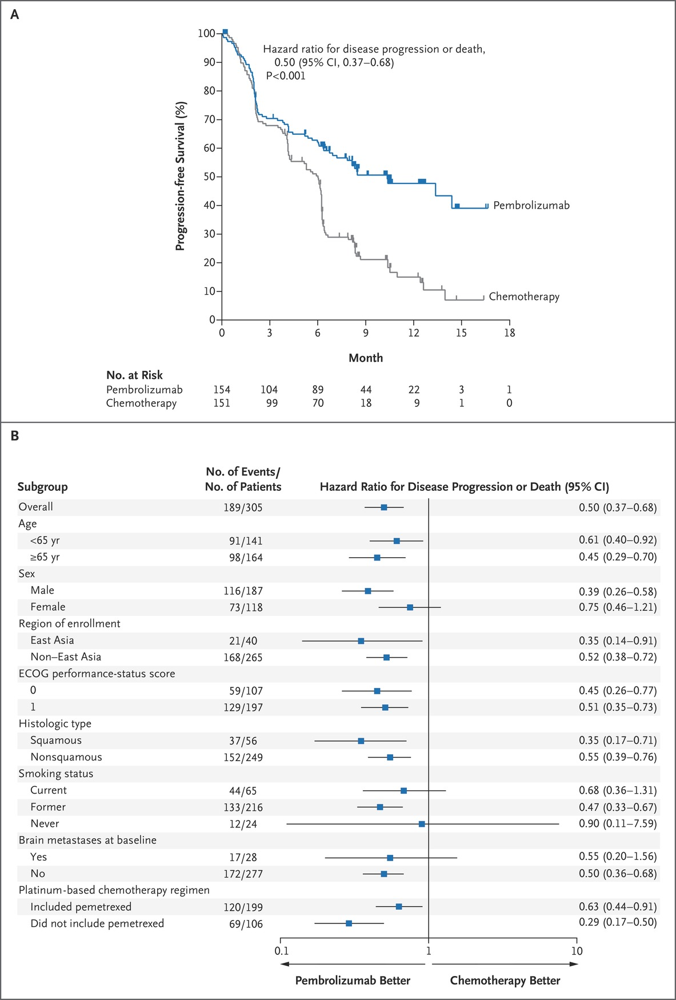 A
Hazard ratio for disease progression or death,
0.50 (95% CI, 0.37–0.68)
P<0.001
Progression-free Survival (%)
100
90
80
70
60
50
40
30
20
10
0
Pembrolizumab
Chemotherapy
0 3 6 9 12 15 18
Month
No. at Risk
Pembrolizumab 154 104 89 44 22 3 1
Chemotherapy 151 99 70 18 9 1 0
B
No. of Events/
Subgroup No. of Patients Hazard Ratio for Disease Progression or Death (95% CI)
Overall 189/305 0.50 (0.37–0.68)
Age
<65 yr 91/141 0.61 (0.40–0.92)
≥65 yr 98/164 0.45 (0.29–0.70)
Sex
Male 116/187 0.39 (0.26–0.58)
Female 73/118 0.75 (0.46–1.21)
Region of enrollment
East Asia 21/40 0.35 (0.14–0.91)
Non–East Asia 168/265 0.52 (0.38–0.72)
ECOG performance-status score
0 59/107 0.45 (0.26–0.77)
1 129/197 0.51 (0.35–0.73)
Histologic type
Squamous 37/56 0.35 (0.17–0.71)
Nonsquamous 152/249 0.55 (0.39–0.76)
Smoking status
Current 44/65 0.68 (0.36–1.31)
Former 133/216 0.47 (0.33–0.67)
Never 12/24 0.90 (0.11–7.59)
Brain metastases at baseline
Yes 17/28 0.55 (0.20–1.56)
No 172/277 0.50 (0.36–0.68)
Platinum-based chemotherapy regimen
Included pemetrexed 120/199 0.63 (0.44–0.91)
Did not include pemetrexed 69/106 0.29 (0.17–0.50)
0.1 1 10
Pembrolizumab Better Chemotherapy Better